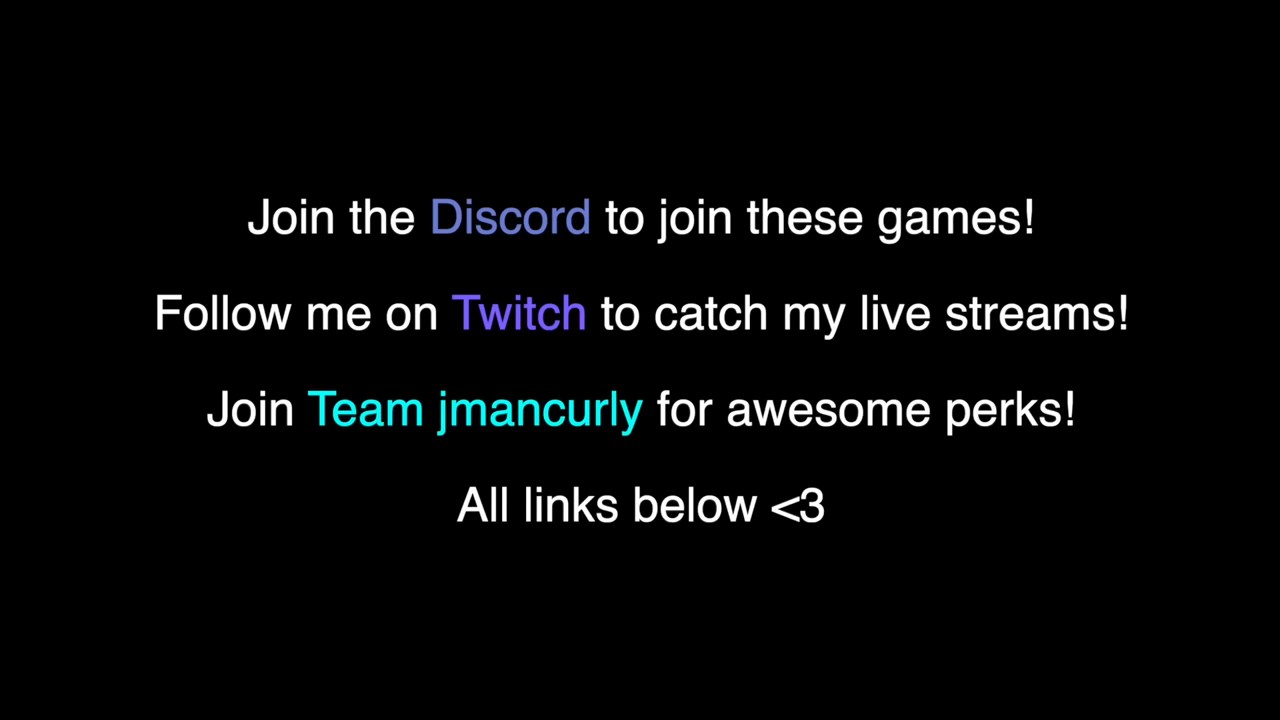 Join the Discord to join these games!
Follow me on Twitch to catch my live streams!
Join Team jmancurly for awesome perks!
All links below <3